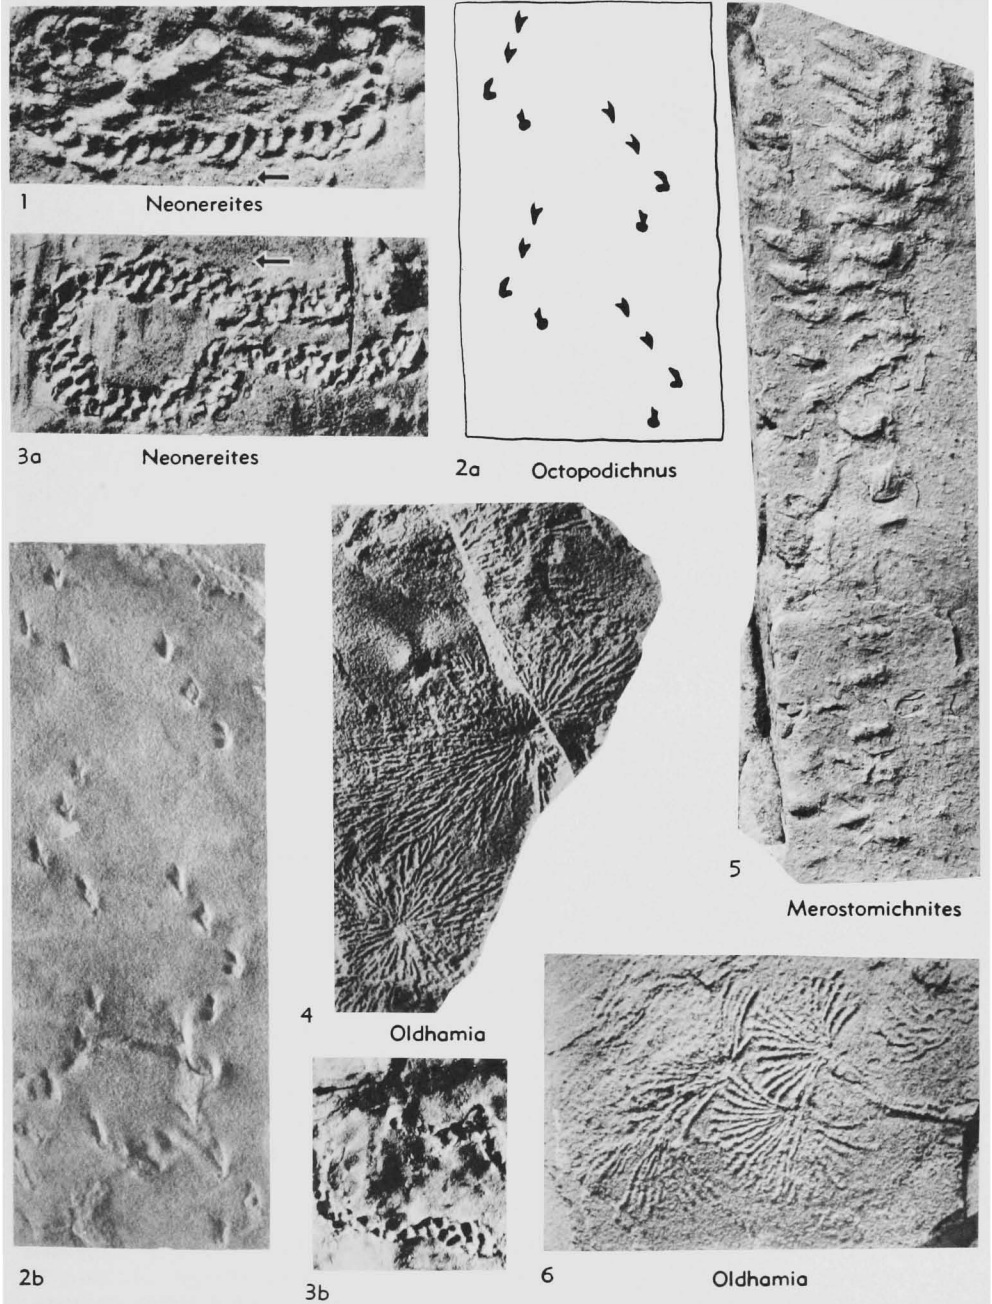 1
Neonereites
3a
Neonereites
2a
Octopodichnus
5
Merostomichnites
4
Oldhamia
2b
3b
6
Oldhamia